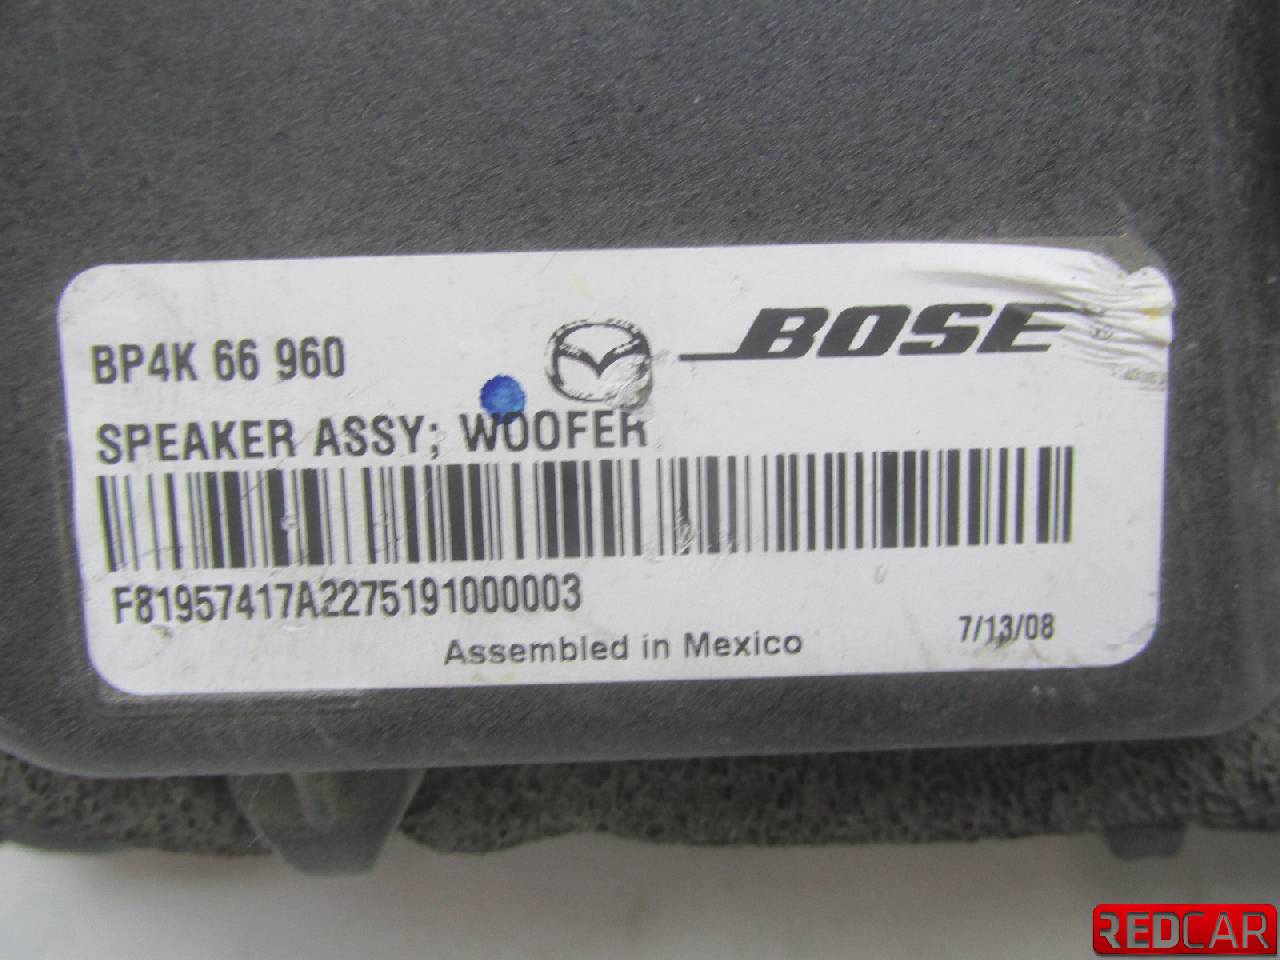 BP4K 66 960
BOSE
SPEAKER ASSY; WOOFER
F81957417A2275191000003
Assembled in Mexico
7/13/08
REDCAR